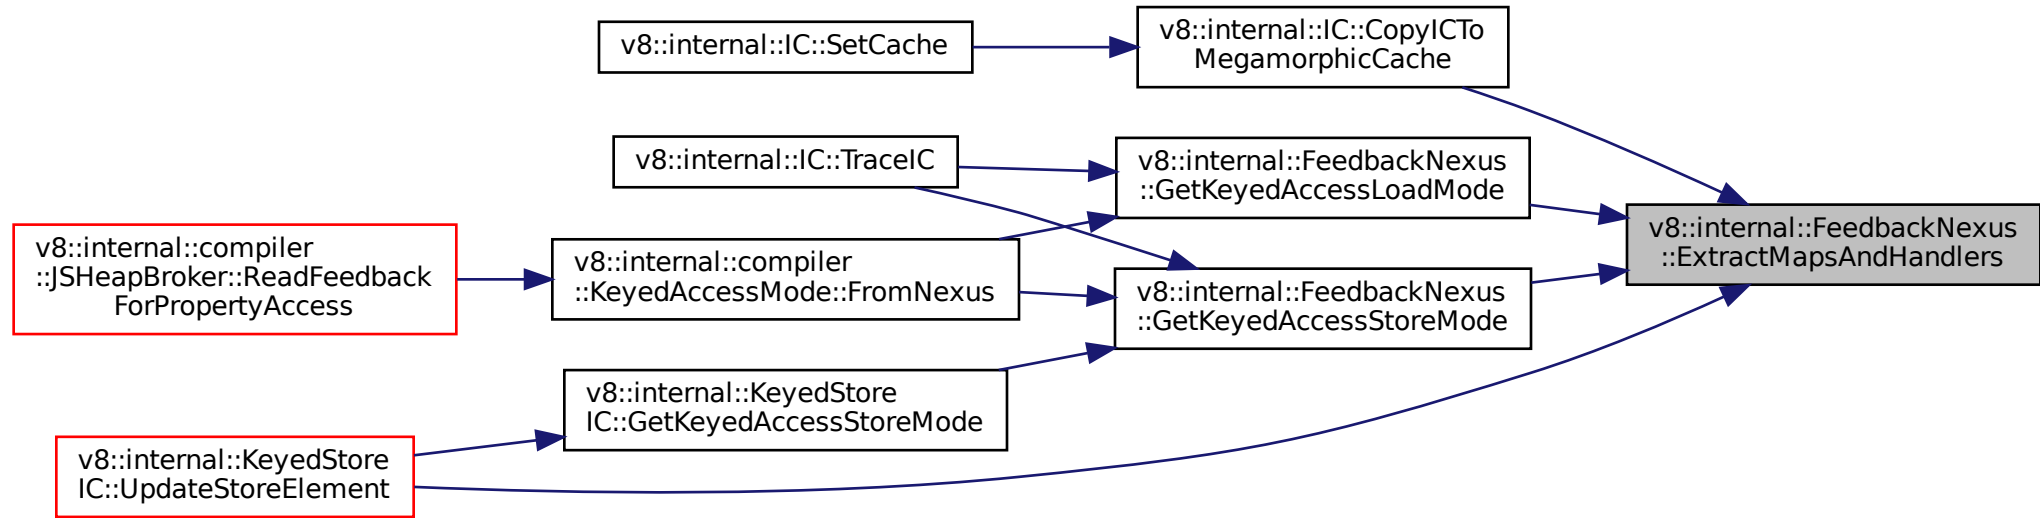 v8::internal::IC::SetCache
v8::internal::IC::CopyICTo
MegamorphicCache
v8::internal::IC::TraceIC
v8::internal::FeedbackNexus
::GetKeyedAccessLoadMode
v8::internal::FeedbackNexus
::ExtractMapsAndHandlers
v8::internal::compiler
::JSHeapBroker::ReadFeedback
ForPropertyAccess
v8::internal::compiler
::KeyedAccessMode::FromNexus
v8::internal::FeedbackNexus
::GetKeyedAccessStoreMode
v8::internal::KeyedStore
IC::GetKeyedAccessStoreMode
v8::internal::KeyedStore
IC::UpdateStoreElement